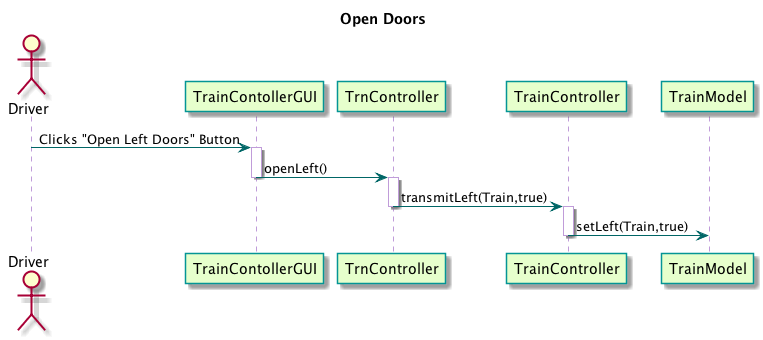 Open Doors
Driver
TrainContollerGUI
TrnController
TrainController
TrainModel
Clicks "Open Left Doors" Button
openLeft()
transmitLeft(Train,true)
setLeft(Train,true)
Driver
TrainContollerGUI
TrnController
TrainController
TrainModel